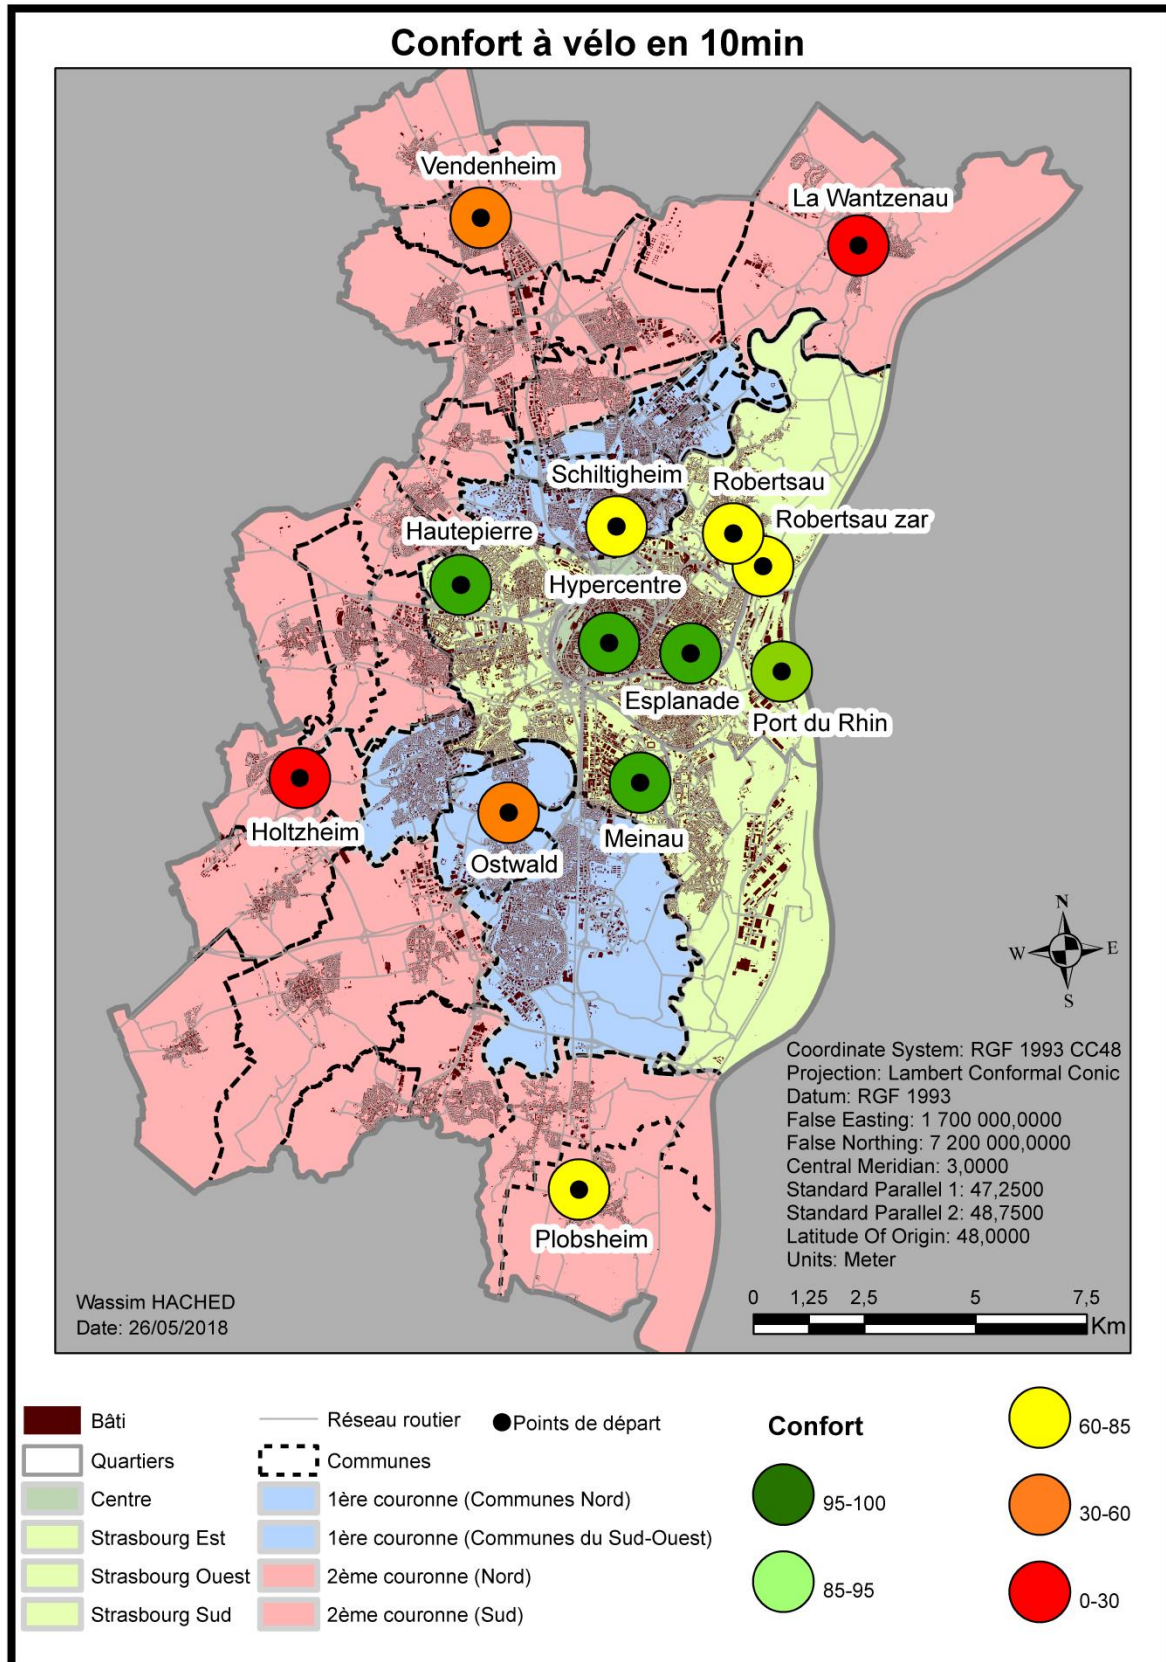 Confort à vélo en 10min
Vendenheim
La Wantzenau
Schiltigheim
Robertsau
Robertsau zar
Hautepierre
Hypercentre
Esplanade
Port du Rhin
Holtzheim
Ostwald
Meinau
Plobsheim
N
W
E
S
Coordinate System: RGF 1993 CC48
Projection: Lambert Conformal Conic
Datum: RGF 1993
False Easting: 1 700 000,0000
False Northing: 7 200 000,0000
Central Meridian: 3,0000
Standard Parallel 1: 47,2500
Standard Parallel 2: 48,7500
Latitude Of Origin: 48,0000
Units: Meter
0 1,25 2,5 5 7,5
Km
Wassim HACHED
Date: 26/05/2018
Bâti
Quartiers
Centre
Strasbourg Est
Strasbourg Ouest
Strasbourg Sud
Réseau routier
Points de départ
Communes
1ère couronne (Communes Nord)
1ère couronne (Communes du Sud-Ouest)
2ème couronne (Nord)
2ème couronne (Sud)
Confort
95-100
85-95
60-85
30-60
0-30